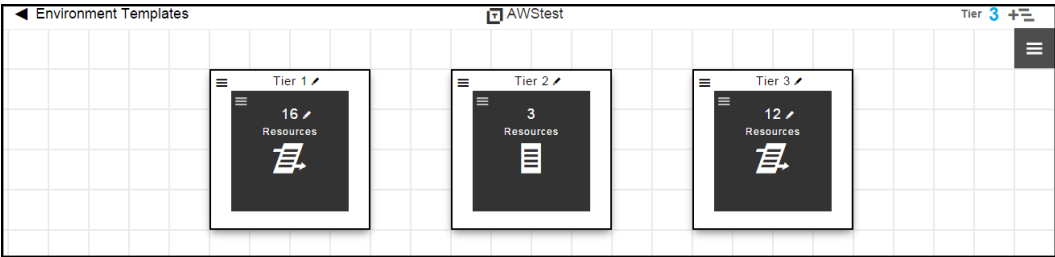 Environment Templates
AWStest
Tier 3
Tier 1
16
Resources
Tier 2
3
Resources
Tier 3
12
Resources